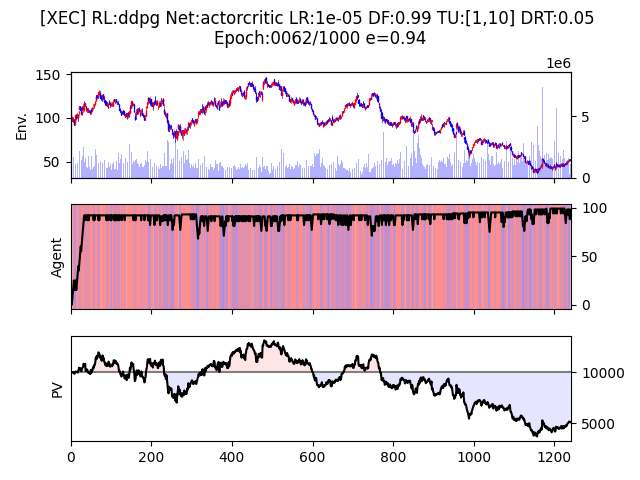 [XEC] RL:ddpg Net:actorcritic LR:1e-05 DF:0.99 TU:[1,10] DRT:0.05
Epoch:0062/1000 e=0.94
1e6
150
100
50
Env.
5
0
Agent
100
50
0
PV
10000
5000
0 200 400 600 800 1000 1200